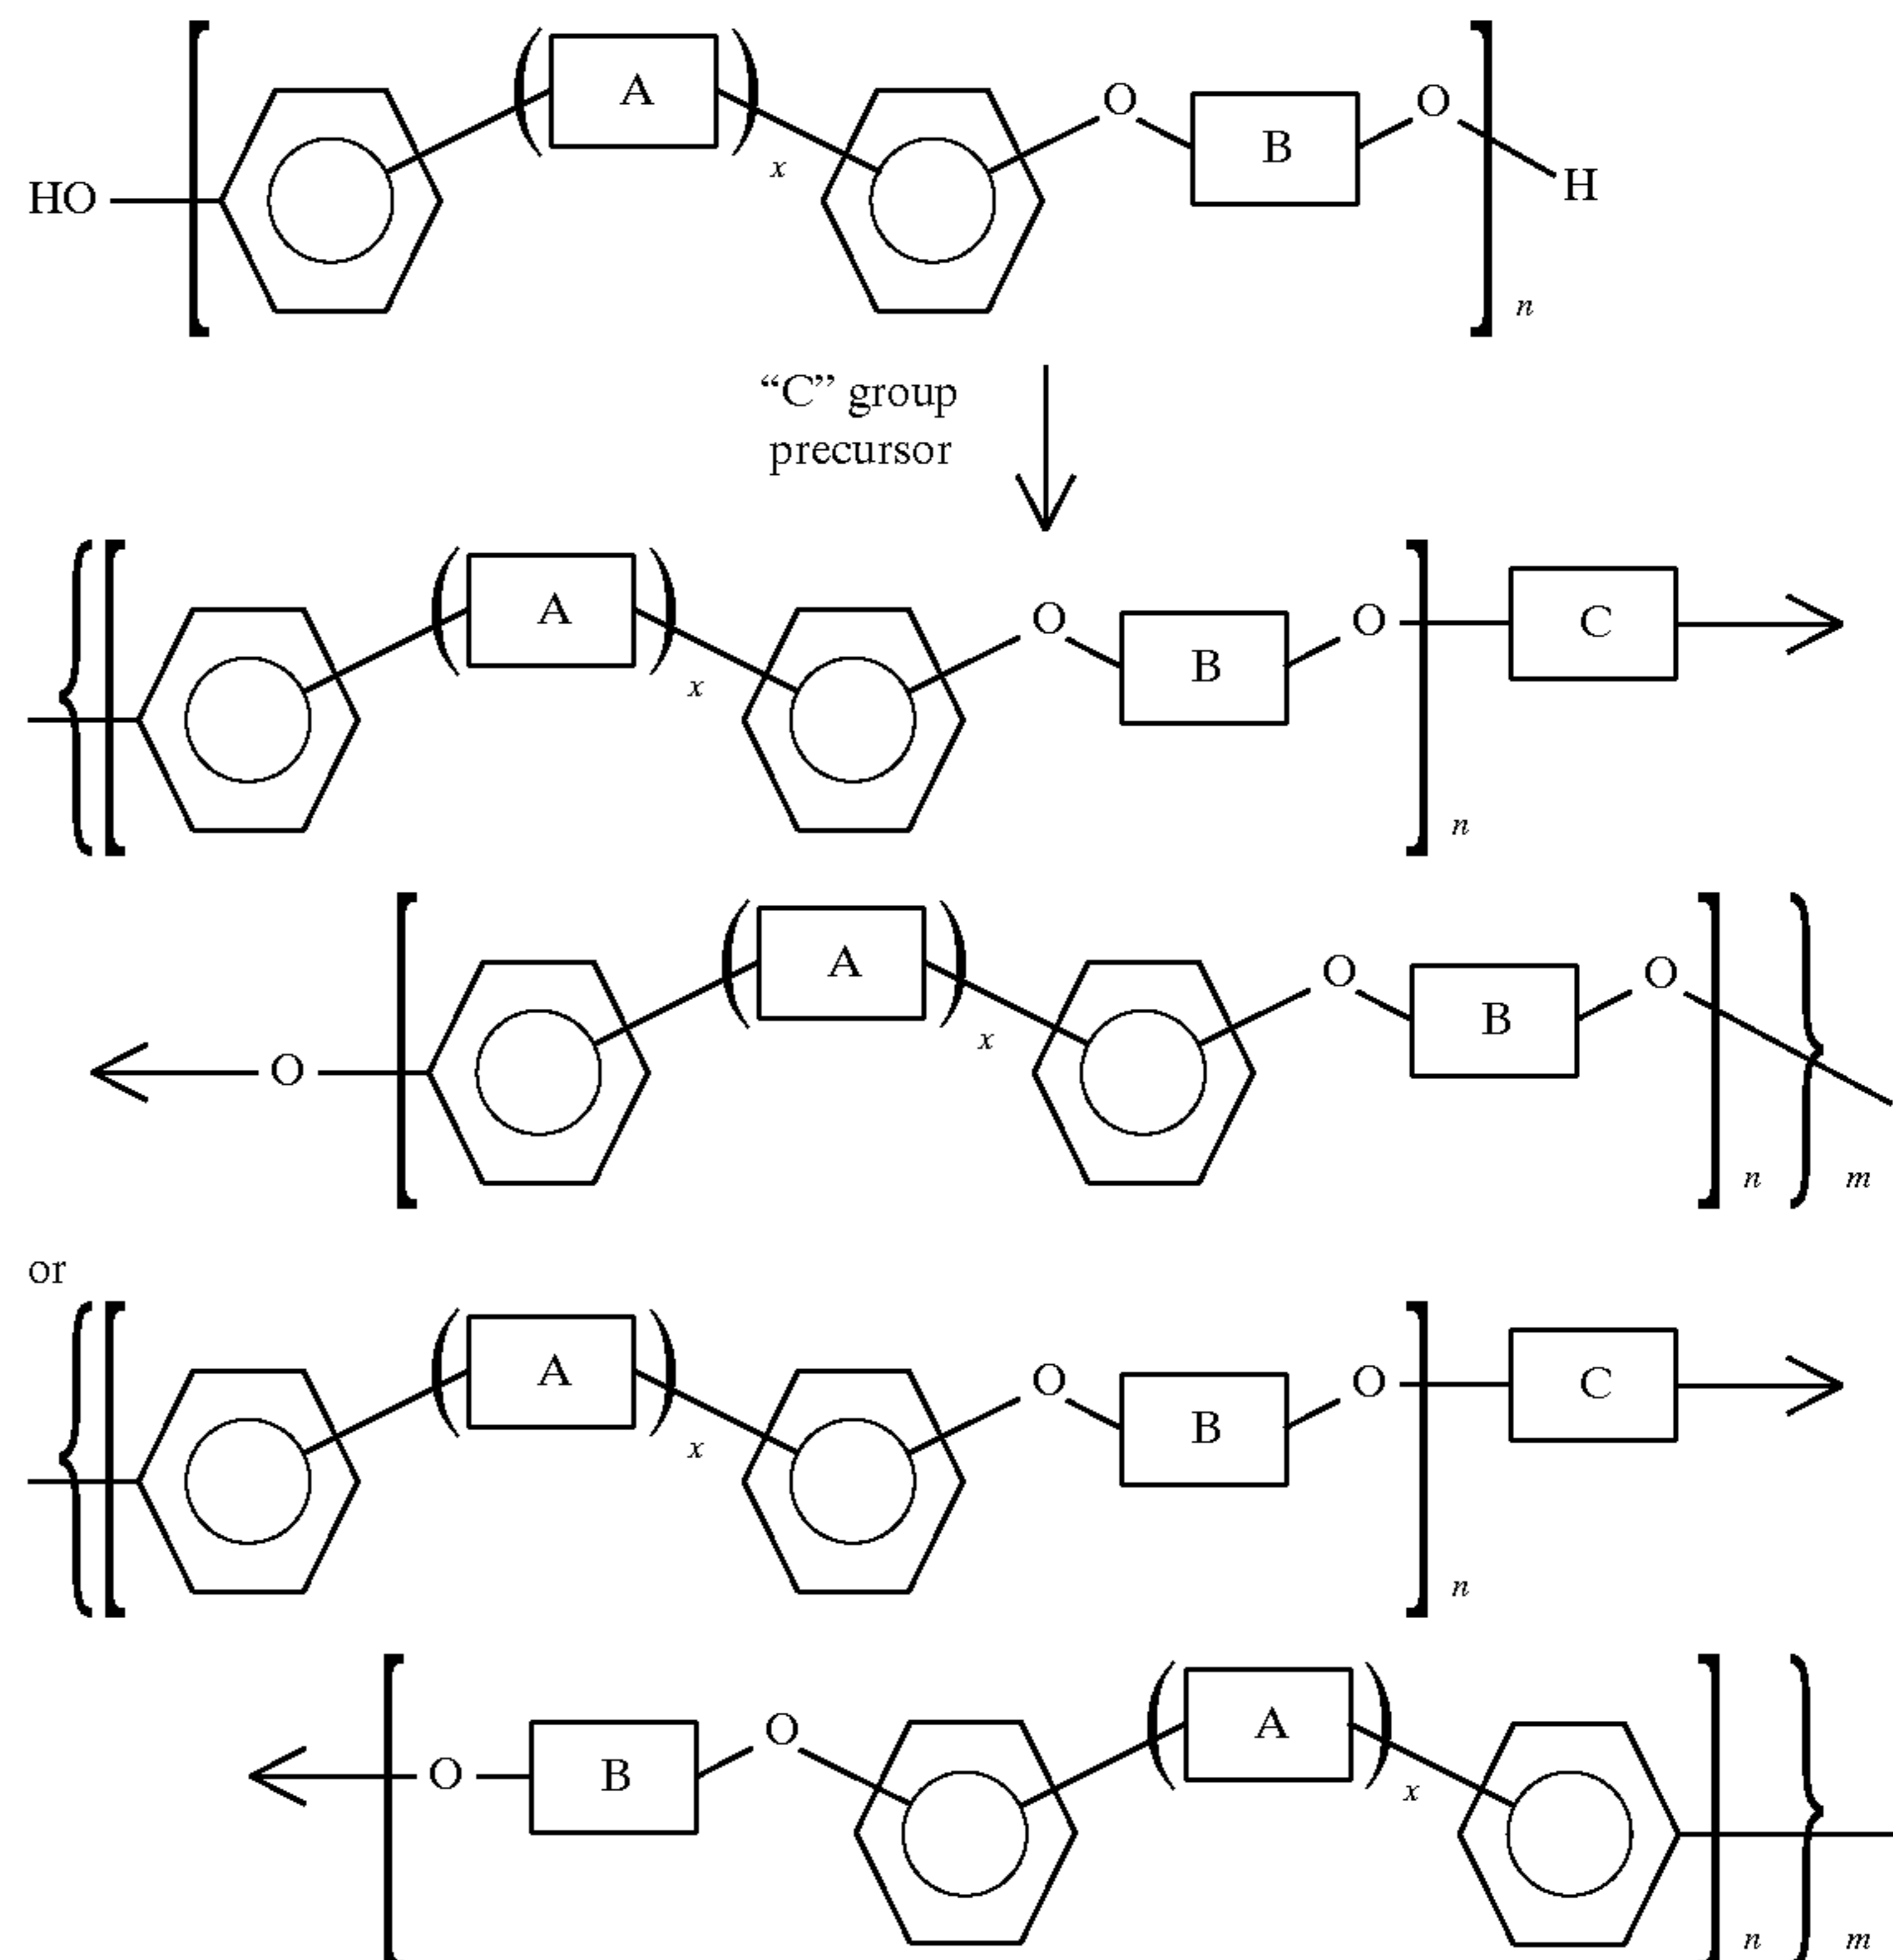 HO [ ( A ) x O B O ] n H
“C” group
precursor
{ [ ( A ) x O B O ] n C
O [ ( A ) x O B O ] n } m
or
{ [ ( A ) x O B O ] n C
[ O B O ( A ) x ] n } m